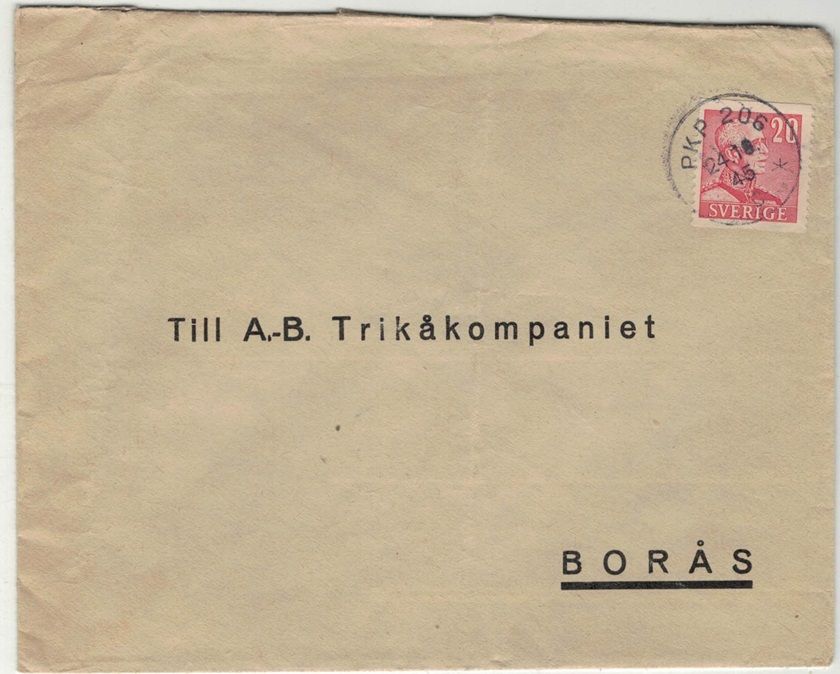 PKP 206
24.10.
45
20
SVERIGE
Till A.-B. Trikåkompaniet
BORÅS